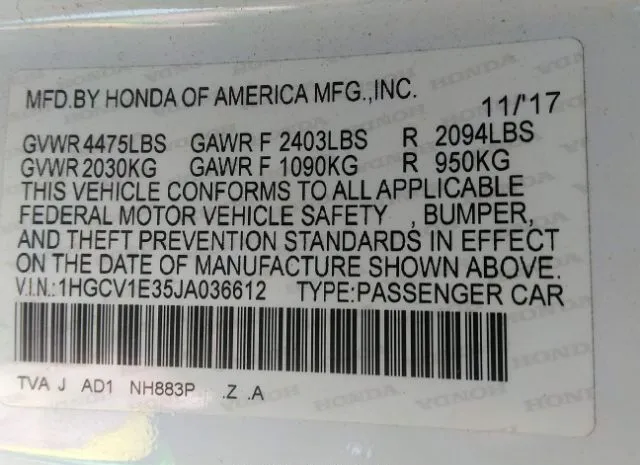 MFD.BY HONDA OF AMERICA MFG.,INC. 11/'17
GVWR 4475LBS GAWR F 2403LBS R 2094LBS
GVWR 2030KG GAWR F 1090KG R 950KG
THIS VEHICLE CONFORMS TO ALL APPLICABLE
FEDERAL MOTOR VEHICLE SAFETY , BUMPER,
AND THEFT PREVENTION STANDARDS IN EFFECT
ON THE DATE OF MANUFACTURE SHOWN ABOVE.
V.I.N.:1HGCV1E35JA036612 TYPE:PASSENGER CAR
TVA J AD1 NH883P .Z .A